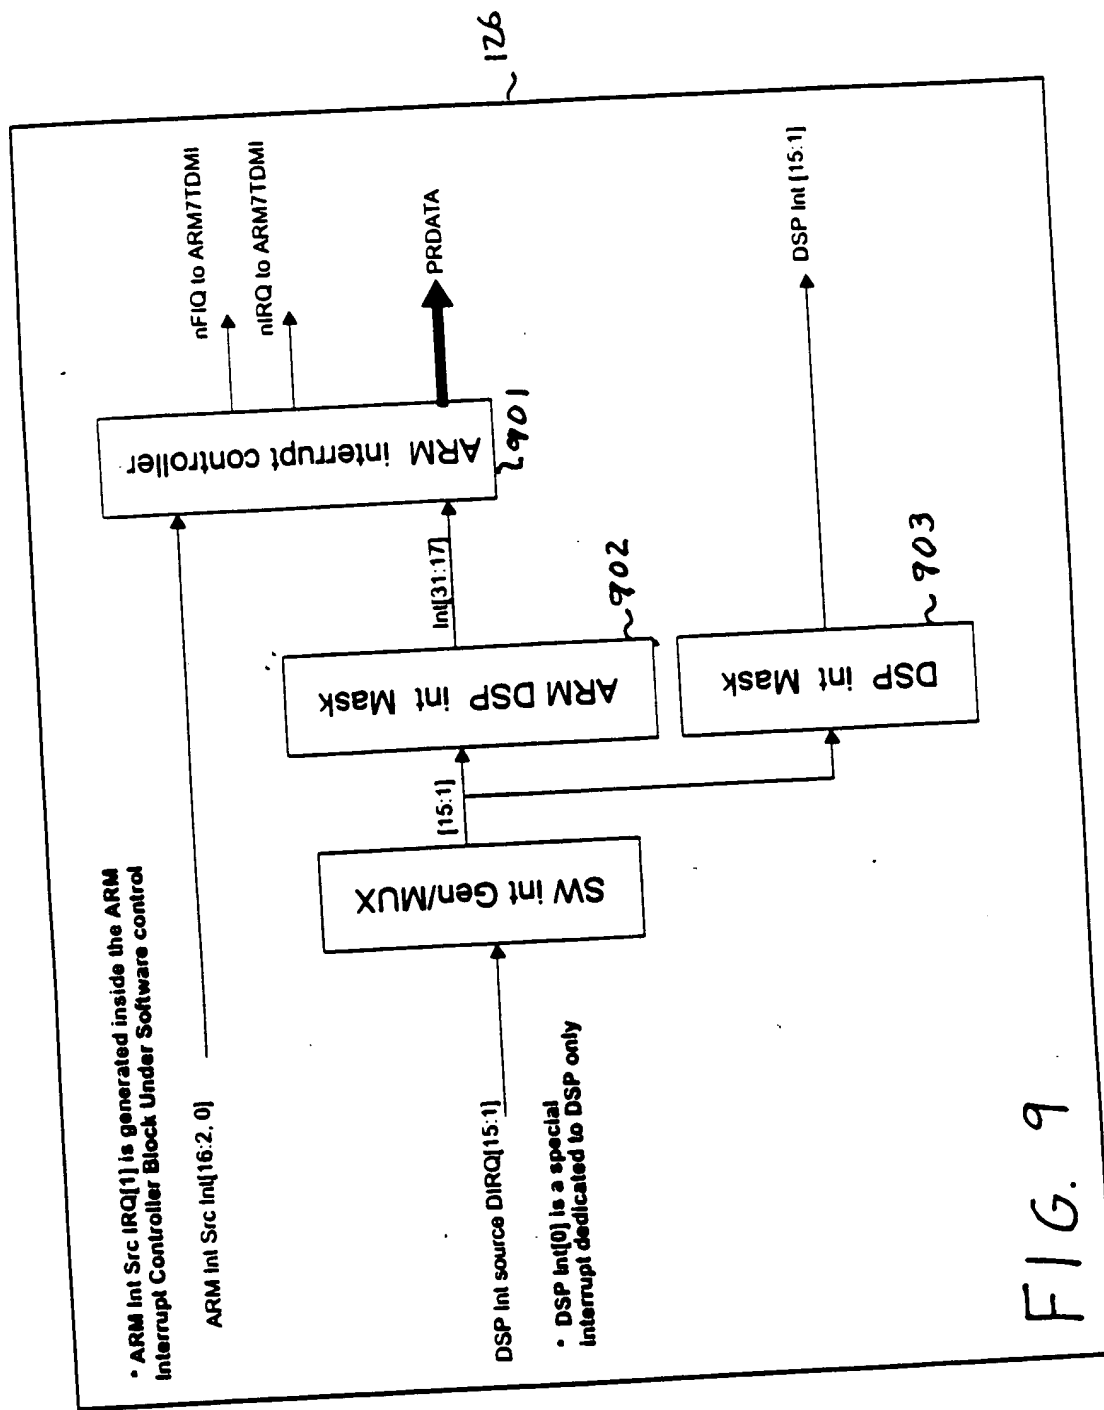 * ARM Int Src IRQ[1] is generated inside the ARM
Interrupt Controller Block Under Software control
ARM Int Src Int[16:2, 0]
nFIQ to ARM7TDMI
nIRQ to ARM7TDMI
ARM interrupt controller
901
PRDATA
126
DSP Int source DIRQ[15:1]
SW int Gen/MUX
[15:1]
ARM DSP int Mask
902
Int[31:17]
* DSP Int[0] is a special
interrupt dedicated to DSP only
DSP int Mask
903
DSP Int [15:1]
FIG. 9